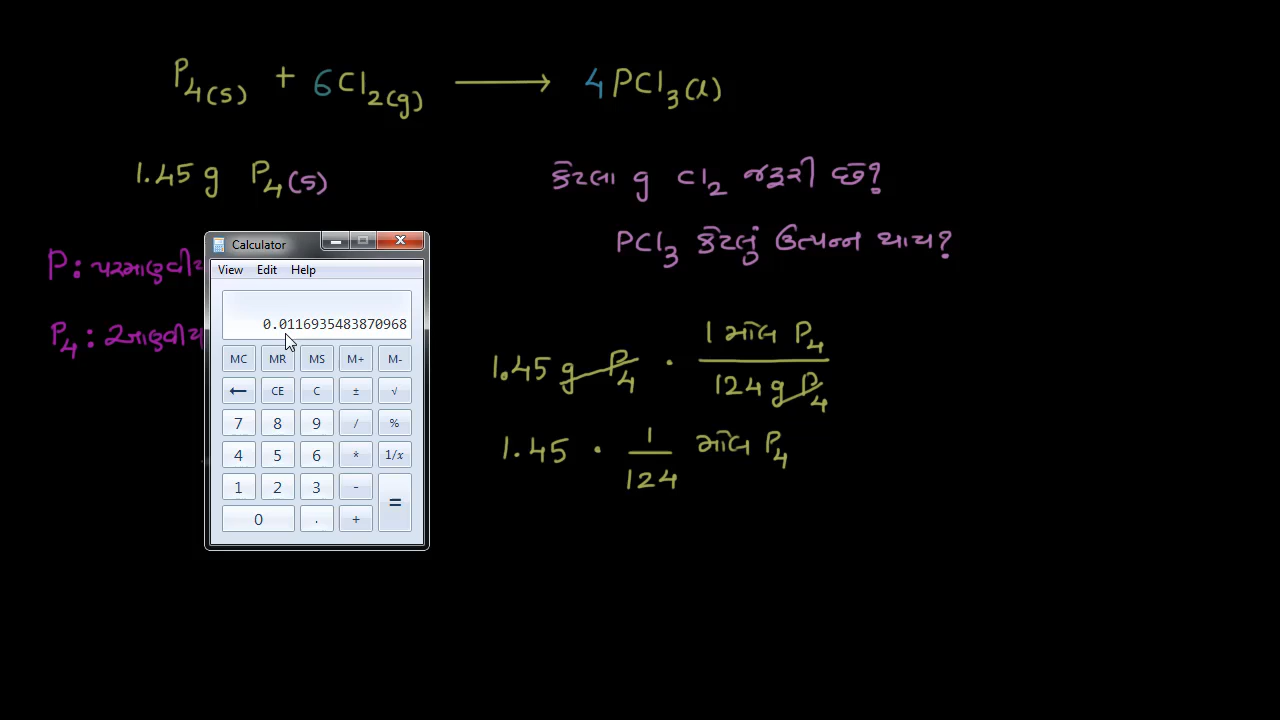 P4(s) + 6Cl2(g) ⟶ 4PCl3(l)
1.45 g P4(s)
કેટલા g Cl2 જરૂરી છે?
PCl3 કેટલું ઉત્પન્ન થાય?
P : પરમાણ્વીય
P4 :
Calculator
View Edit Help
0.0116935483870968
MC MR MS M+ M-
← CE C ± √
7 8 9 / %
4 5 6 * 1/x
1 2 3 - =
0 . +
1.45 g P4 · 1 મોલ P4 / 124 g P4
1.45 · 1/124 મોલ P4